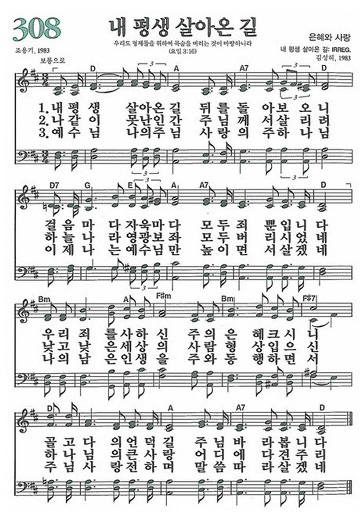 308
내 평생 살아온 길
은혜와 사랑
우리도 형제들을 위하여 목숨을 버리는 것이 마땅하니라
조용기, 1983
(요일 3:16)
내 평생 살아온 길: IRREG.
김성혜, 1983
보통으로
D A A7 D
1. 내 평 생 살 아 온 길 뒤 를 돌 아 보 오 니
2. 나 같 이 못 난 인 간 주 님 께 서 살 리 려
3. 예 수 님 나 의 주 님 사 랑 의 주 하 나 님
D7 G E A D A7 D
걸 음 마 다 자 욱 마 다 모 두 죄 뿐 입 니 다
하 늘 나 라 영 광 보 좌 모 두 버 리 시 었 네
이 제 나 는 예 수 님 만 높 이 면 서 살 겠 네
Bm A F#m Bm F#7
우 리 죄 를 사 하 신 주 의 은 혜 크 시 니
낮 고 낮 은 세 인 의 사 람 형 상 입 으 신
나 의 남 은 인 생 을 주 와 동 행 하 면 서
D A D A7 D
골 고 다 의 언 덕 길 주 님 바 라 봅 니 다
하 나 님 의 큰 사 랑 어 디 에 다 견 주 리
주 님 사 랑 전 하 며 말 씀 따 라 살 겠 네